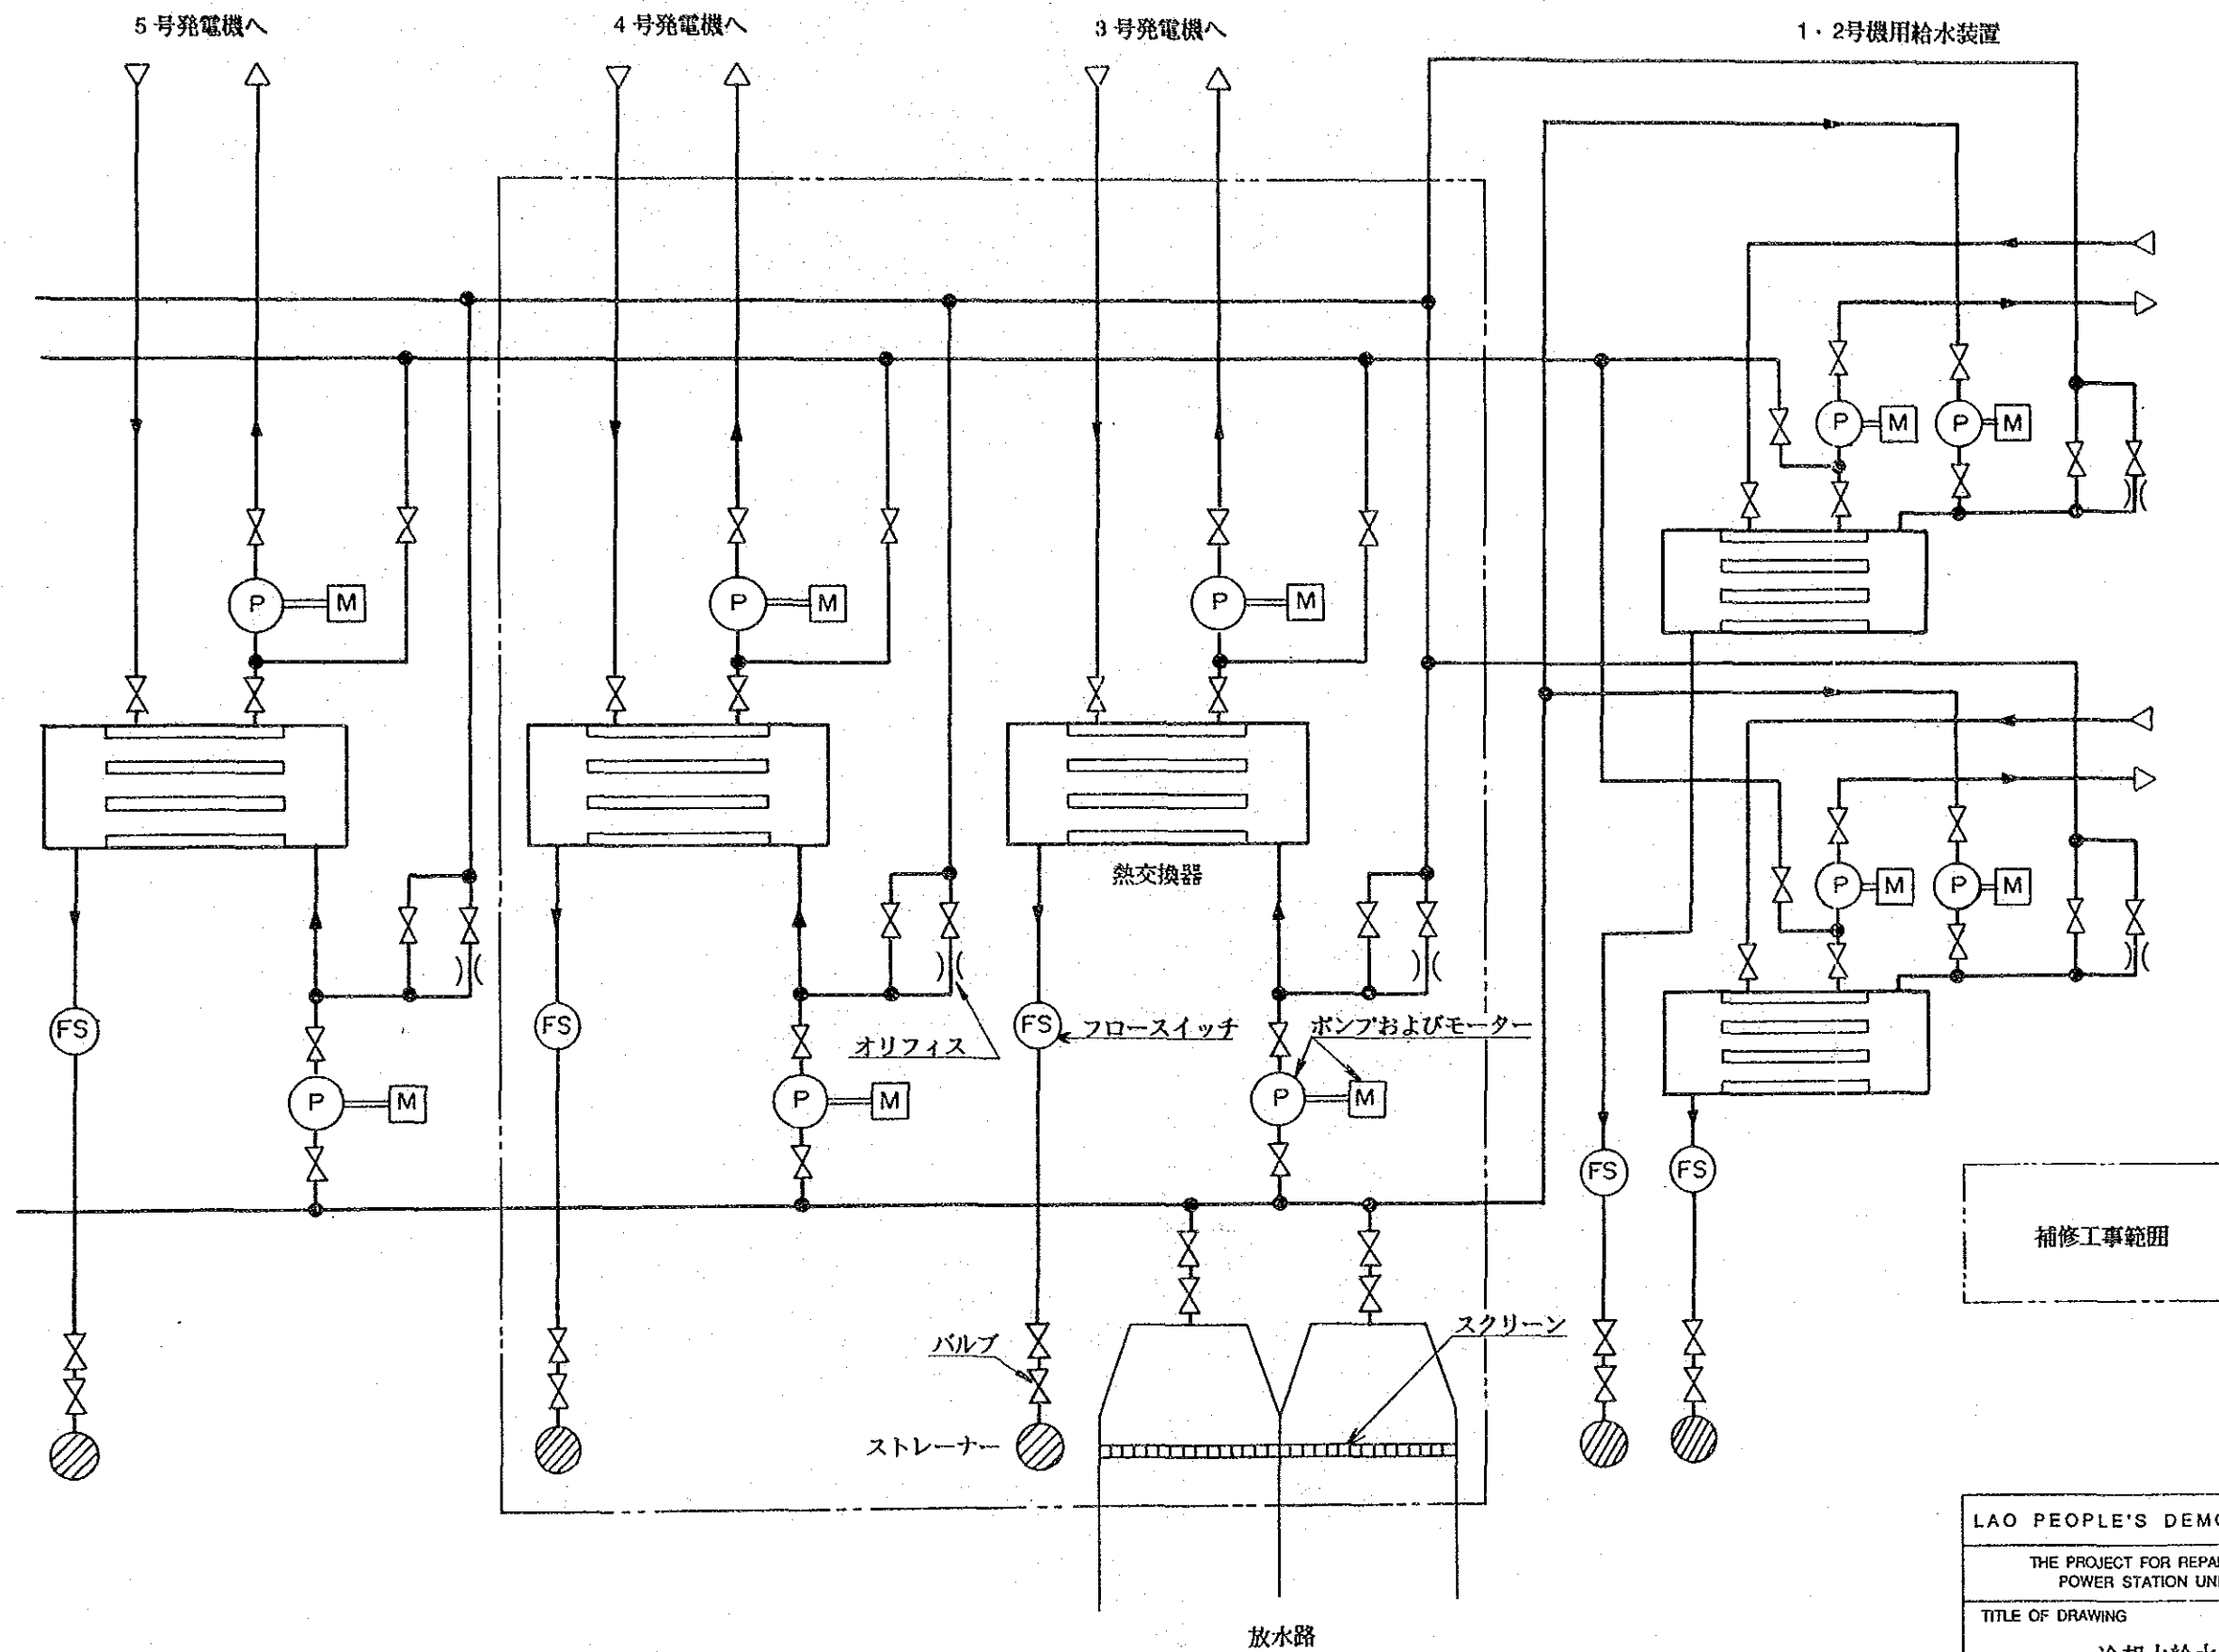 5号発電機へ
4号発電機へ
3号発電機へ
1・2号機用給水装置
P M P M
P M P M P M
熱交換器
P M P M
FS FS FS フロースイッチ ポンプおよびモーター
オリフィス
P M P M P M
FS FS
補修工事範囲
スクリーン
バルブ
ストレーナー
放水路
LAO PEOPLE'S
THE PROJECT FOR
POWER STATION
TITLE OF DRAWING